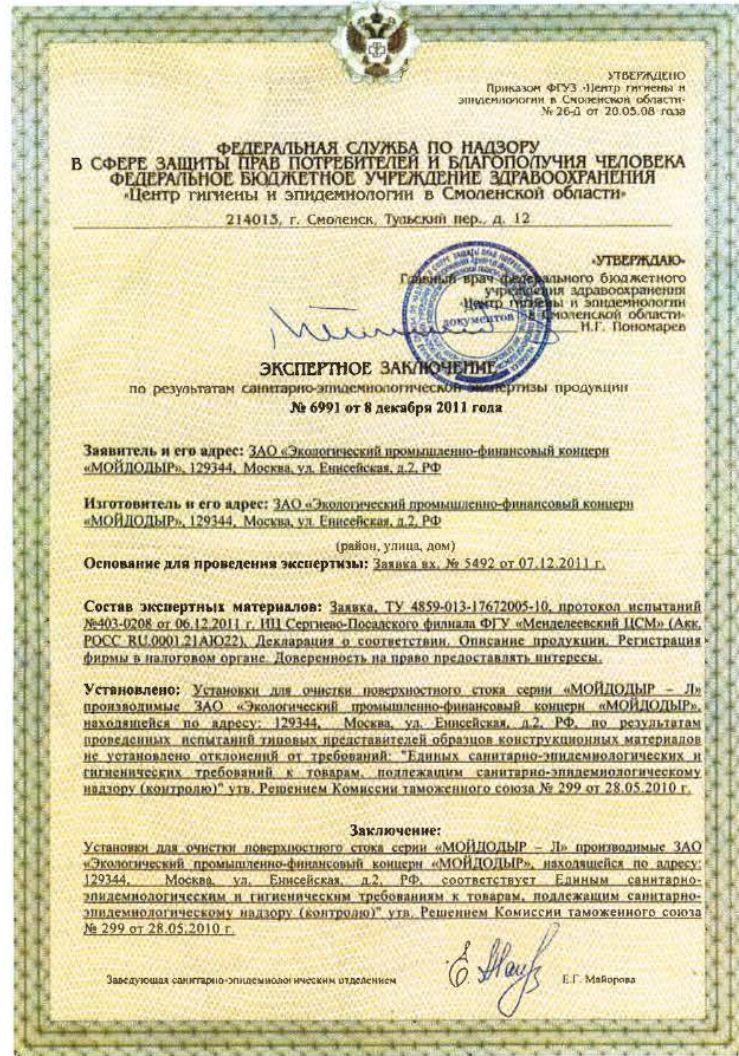 УТВЕРЖДЕНО
Приказом ФГУЗ «Центр гигиены и
эпидемиологии в Смоленской области»
№ 26-Д от 20.05.08 года
ФЕДЕРАЛЬНАЯ СЛУЖБА ПО НАДЗОРУ
В СФЕРЕ ЗАЩИТЫ ПРАВ ПОТРЕБИТЕЛЕЙ И БЛАГОПОЛУЧИЯ ЧЕЛОВЕКА
ФЕДЕРАЛЬНОЕ БЮДЖЕТНОЕ УЧРЕЖДЕНИЕ ЗДРАВООХРАНЕНИЯ
«Центр гигиены и эпидемиологии в Смоленской области»
214013, г. Смоленск, Тульский пер., д. 12
«УТВЕРЖДАЮ»
Главный врач федерального бюджетного
учреждения здравоохранения
«Центр гигиены и эпидемиологии
в Смоленской области»
И.Г. Пономарев
Для
документов
ЭКСПЕРТНОЕ ЗАКЛЮЧЕНИЕ
по результатам санитарно-эпидемиологической экспертизы продукции
№ 6991 от 8 декабря 2011 года
Заявитель и его адрес: ЗАО «Экологический промышленно-финансовый концерн
«МОЙДОДЫР», 129344, Москва, ул. Енисейская, д.2, РФ
Изготовитель и его адрес: ЗАО «Экологический промышленно-финансовый концерн
«МОЙДОДЫР», 129344, Москва, ул. Енисейская, д.2, РФ
(район, улица, дом)
Основание для проведения экспертизы: Заявка вх. № 5492 от 07.12.2011 г.
Состав экспертных материалов: Заявка, ТУ 4859-013-17672005-10, протокол испытаний
№403-0208 от 06.12.2011 г. ИЦ Сергиево-Посадского филиала ФГУ «Менделеевский ЦСМ» (Акк.
РОСС RU.0001.21АЮ22), Декларация о соответствии. Описание продукции. Регистрация
фирмы в налоговом органе. Доверенность на право предоставлять интересы.
Установлено: Установки для очистки поверхностного стока серии «МОЙДОДЫР – Л»
производимые ЗАО «Экологический промышленно-финансовый концерн «МОЙДОДЫР»,
находящейся по адресу: 129344, Москва, ул. Енисейская, д.2, РФ, по результатам
проведенных испытаний типовых представителей образцов конструкционных материалов
не установлено отклонений от требований: "Единых санитарно-эпидемиологических и
гигиенических требований к товарам, подлежащим санитарно-эпидемиологическому
надзору (контролю)" утв. Решением Комиссии таможенного союза № 299 от 28.05.2010 г.
Заключение:
Установки для очистки поверхностного стока серии «МОЙДОДЫР – Л» производимые ЗАО
«Экологический промышленно-финансовый концерн «МОЙДОДЫР», находящейся по адресу:
129344, Москва, ул. Енисейская, д.2, РФ, соответствует Единым санитарно-
эпидемиологическим и гигиеническим требованиям к товарам, подлежащим санитарно-
эпидемиологическому надзору (контролю)" утв. Решением Комиссии таможенного союза
№ 299 от 28.05.2010 г.
Заведующая санитарно-эпидемиологическим отделением
Е.Г. Майорова